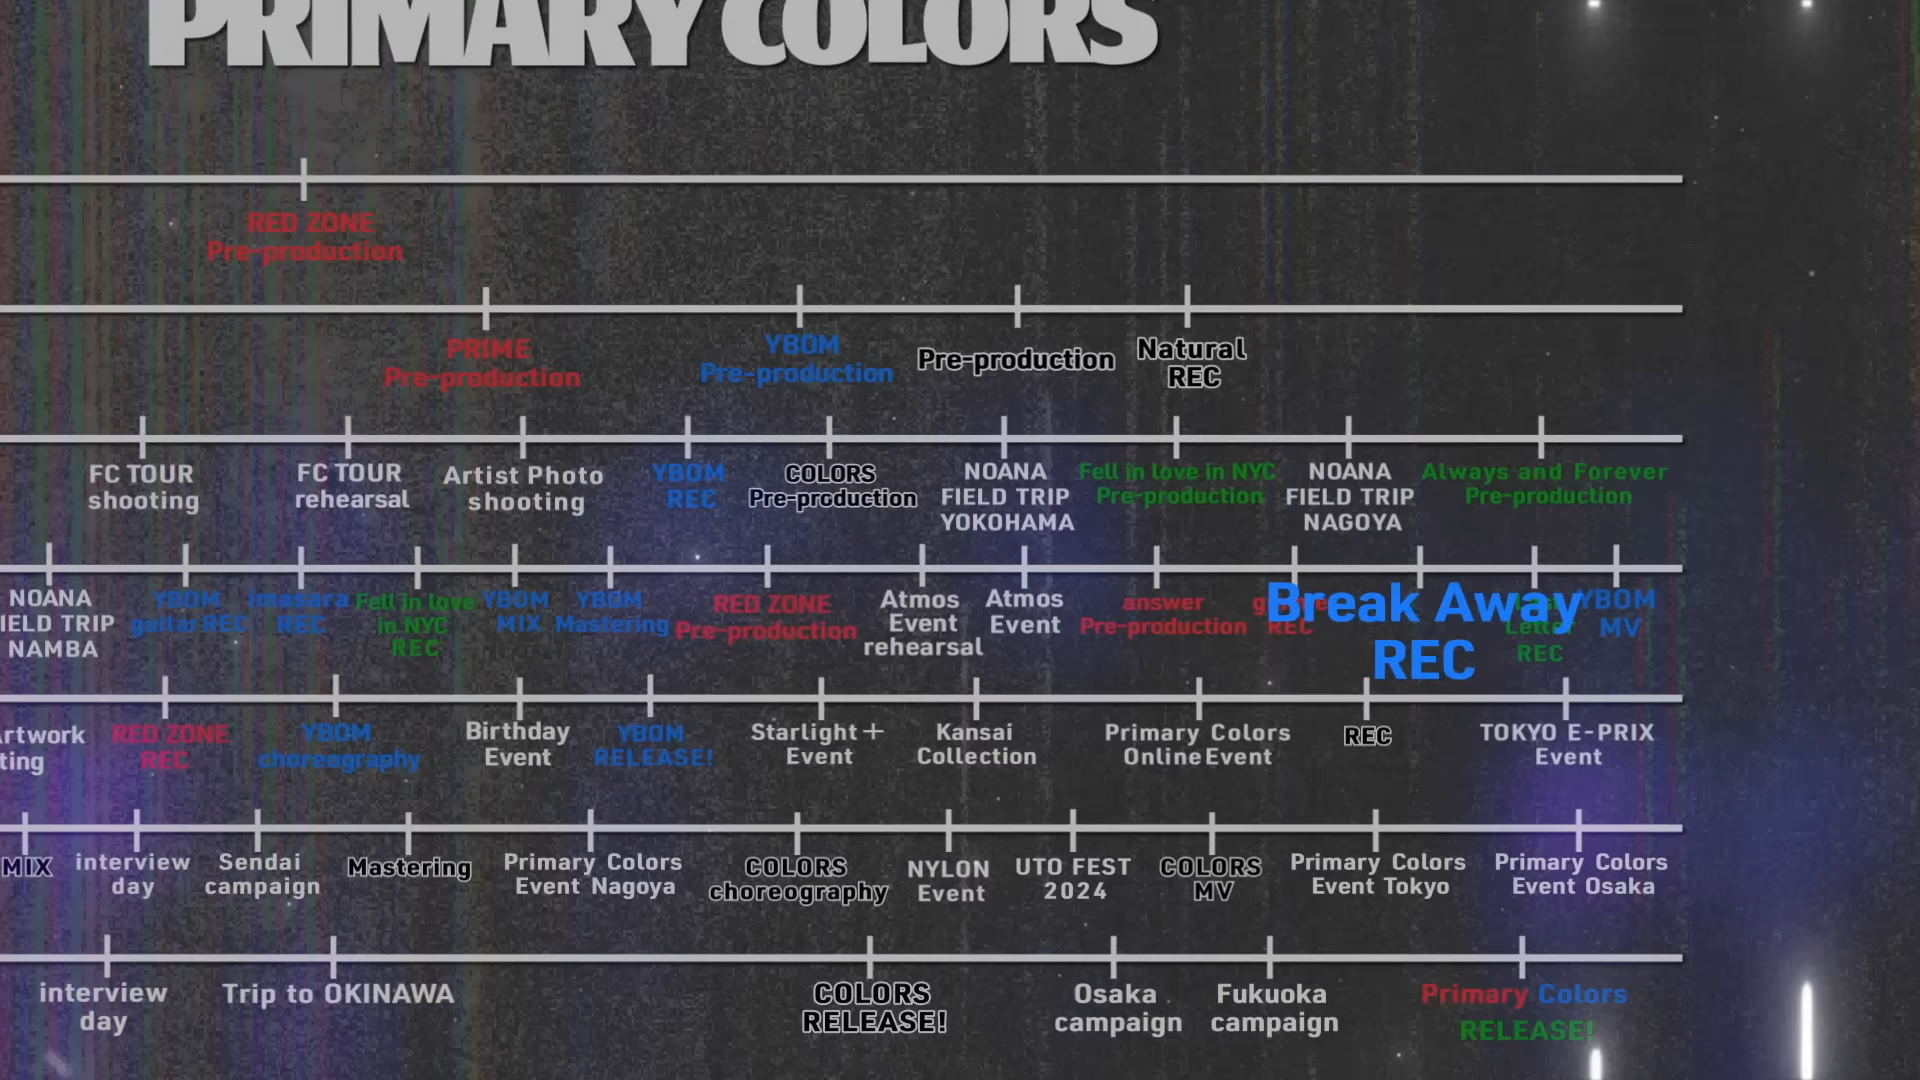 PRIMARY COLORS
RED ZONE
Pre-production
PRIME
Pre-production
YBOM
Pre-production
Pre-production
Natural
REC
FC TOUR
shooting
FC TOUR
rehearsal
Artist Photo
shooting
YBOM
REC
COLORS
Pre-production
NOANA
FIELD TRIP
YOKOHAMA
Fell in love in NYC
Pre-production
NOANA
FIELD TRIP
NAGOYA
Always and Forever
Pre-production
NOANA
IELD TRIP
NAMBA
YBOM
guitar REC
Imasara
REC
Fell in love
in NYC
REC
YBOM
MIX
YBOM
Mastering
RED ZONE
Pre-production
Atmos
Event
rehearsal
Atmos
Event
answer
Pre-production
REC
Break Away
REC
Letter
REC
YBOM
MV
rtwork
ting
RED ZONE
REC
YBOM
choreography
Birthday
Event
YBOM
RELEASE!
Starlight+
Event
Kansai
Collection
Primary Colors
Online Event
REC
TOKYO E-PRIX
Event
MIX
interview
day
Sendai
campaign
Mastering
Primary Colors
Event Nagoya
COLORS
choreography
NYLON
Event
UTO FEST
2024
COLORS
MV
Primary Colors
Event Tokyo
Primary Colors
Event Osaka
interview
day
Trip to OKINAWA
COLORS
RELEASE!
Osaka
campaign
Fukuoka
campaign
Primary Colors
RELEASE!